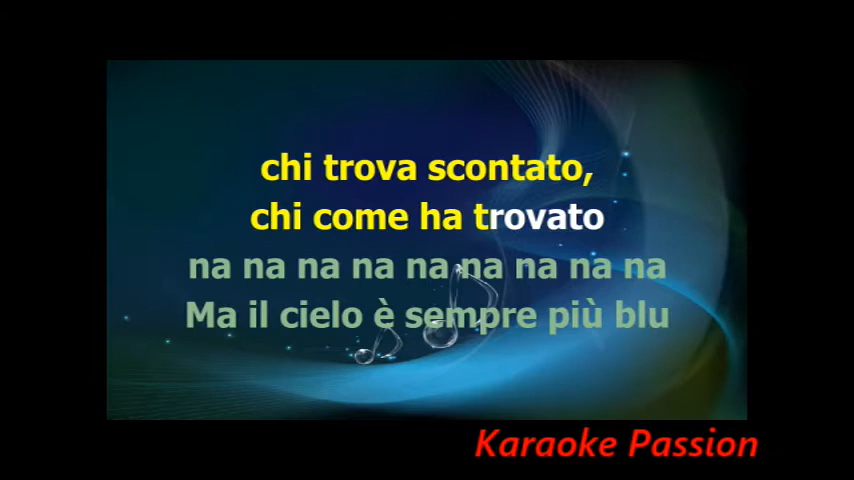 chi trova scontato,
chi come ha trovato
na na na na na na na na na
Ma il cielo è sempre più blu
Karaoke Passion